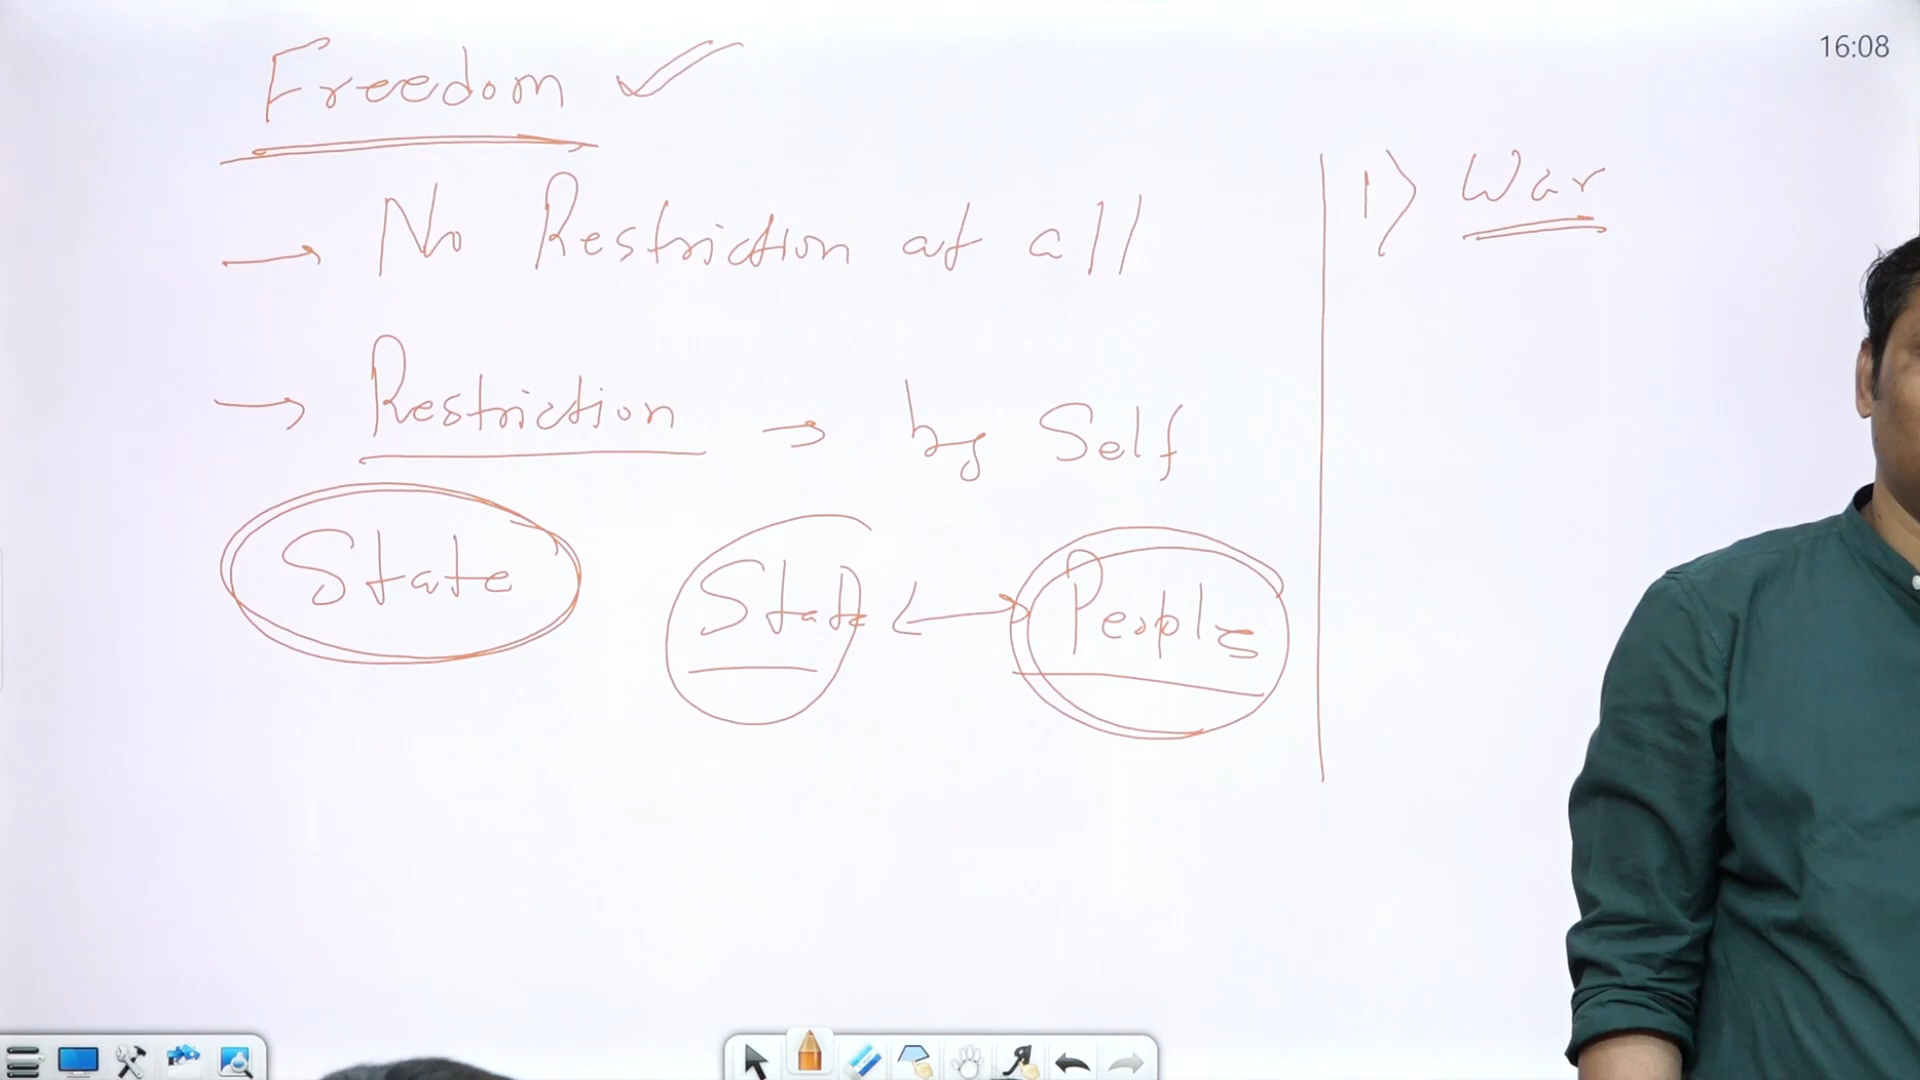 16:08
Freedom
→ No Restriction at all
→ Restriction → by Self
State
State ↔ People
1) War